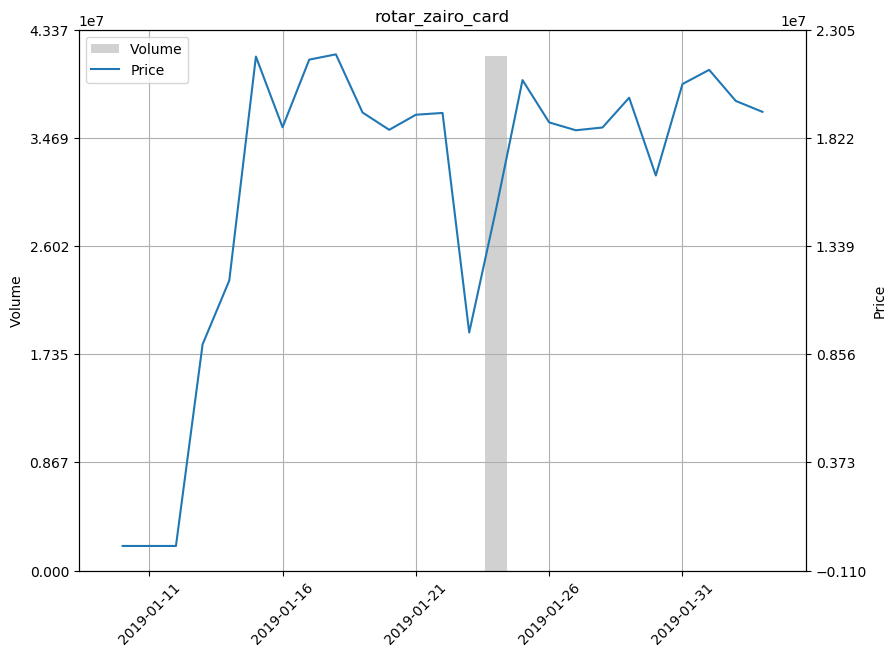 rotar_zairo_card
1e7
1e7
Volume
Price
4.337
3.469
2.602
1.735
0.867
0.000
Volume
2.305
1.822
1.339
0.856
0.373
−0.110
Price
2019-01-11
2019-01-16
2019-01-21
2019-01-26
2019-01-31